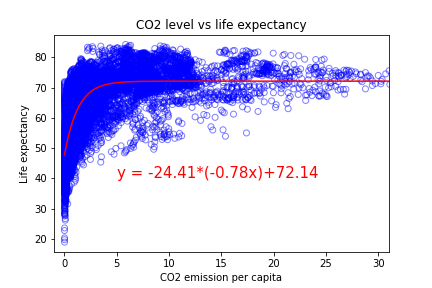 CO2 level vs life expectancy
80
70
60
50
40
30
20
Life expectancy
y = -24.41*(-0.78x)+72.14
0 5 10 15 20 25 30
CO2 emission per capita